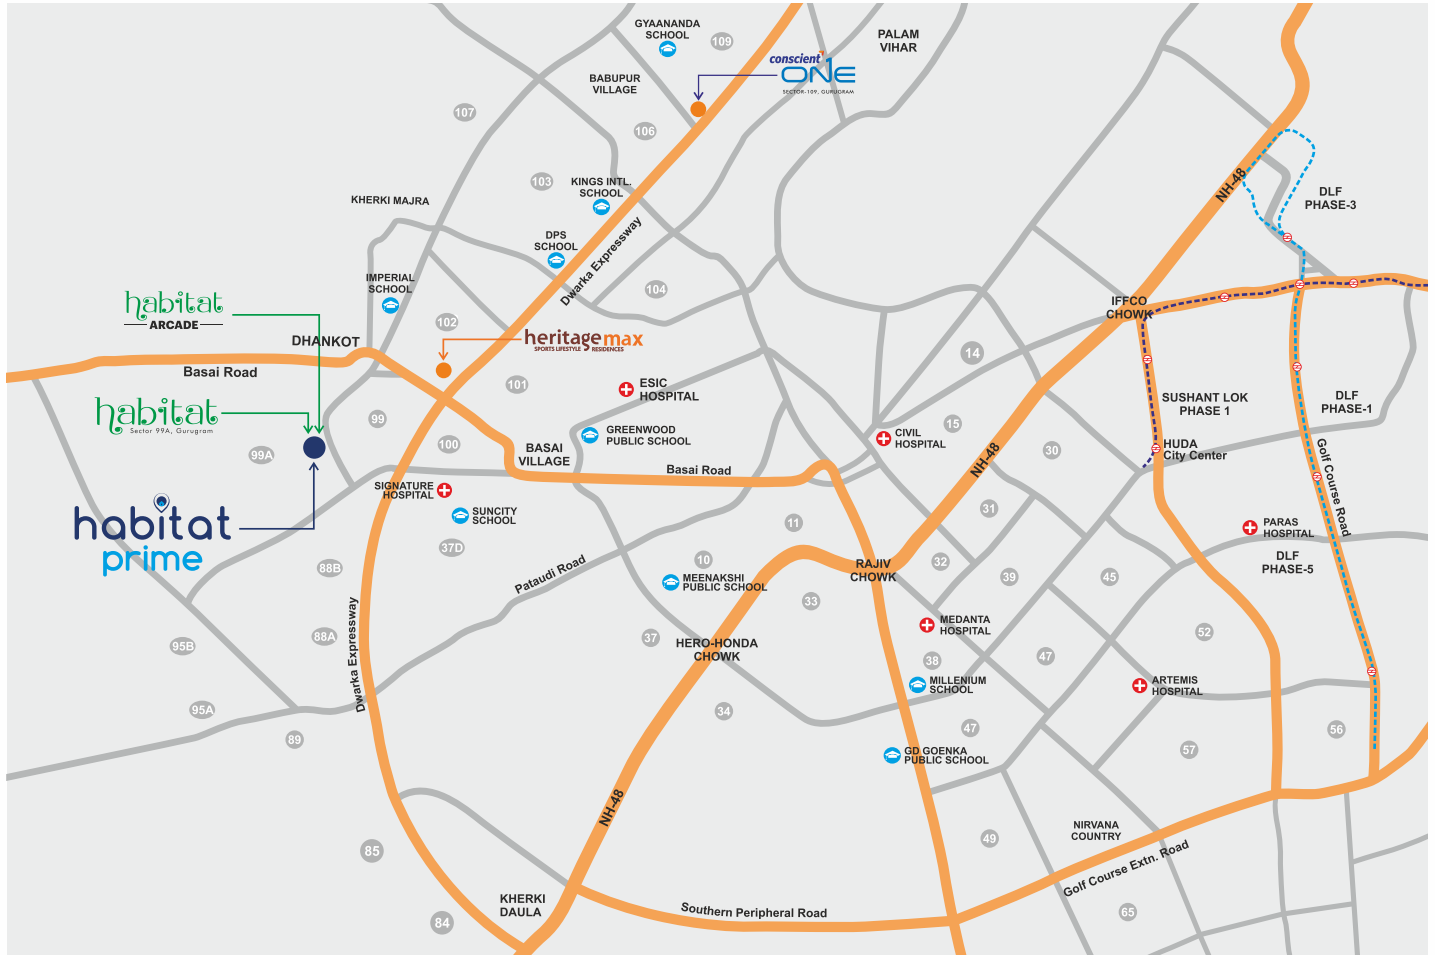 GYAANANDA
SCHOOL
109
PALAM
VIHAR
conscient
ONE
SECTOR-109, GURUGRAM
BABUPUR
VILLAGE
107
106
103
KINGS INTL.
SCHOOL
KHERKI MAJRA
NH-48
DLF
PHASE-3
DPS
SCHOOL
Dwarka Expressway
IMPERIAL
SCHOOL
104
habitat
ARCADE
102
IFFCO
CHOWK
DHANKOT
heritagemax
SPORTS LIFESTYLE RESIDENCES
14
Basai Road
101
ESIC
HOSPITAL
SUSHANT LOK
PHASE 1
DLF
PHASE-1
habitat
Sector 99A, Gurugram
99
100
GREENWOOD
PUBLIC SCHOOL
CIVIL
HOSPITAL
15
30
99A
BASAI
VILLAGE
HUDA
City Center
Basai Road
NH-48
Golf Course Road
SIGNATURE
HOSPITAL
SUNCITY
SCHOOL
37D
11
31
PARAS
HOSPITAL
habitat
prime
88B
Pataudi Road
10
MEENAKSHI
PUBLIC SCHOOL
RAJIV
CHOWK
32
39
45
DLF
PHASE-5
33
88A
95B
Dwarka Expressway
37
HERO-HONDA
CHOWK
MEDANTA
HOSPITAL
38
47
52
MILLENIUM
SCHOOL
ARTEMIS
HOSPITAL
95A
34
89
47
57
56
GD GOENKA
PUBLIC SCHOOL
NH-48
85
49
NIRVANA
COUNTRY
Golf Course Extn. Road
KHERKI
DAULA
84
Southern Peripheral Road
65